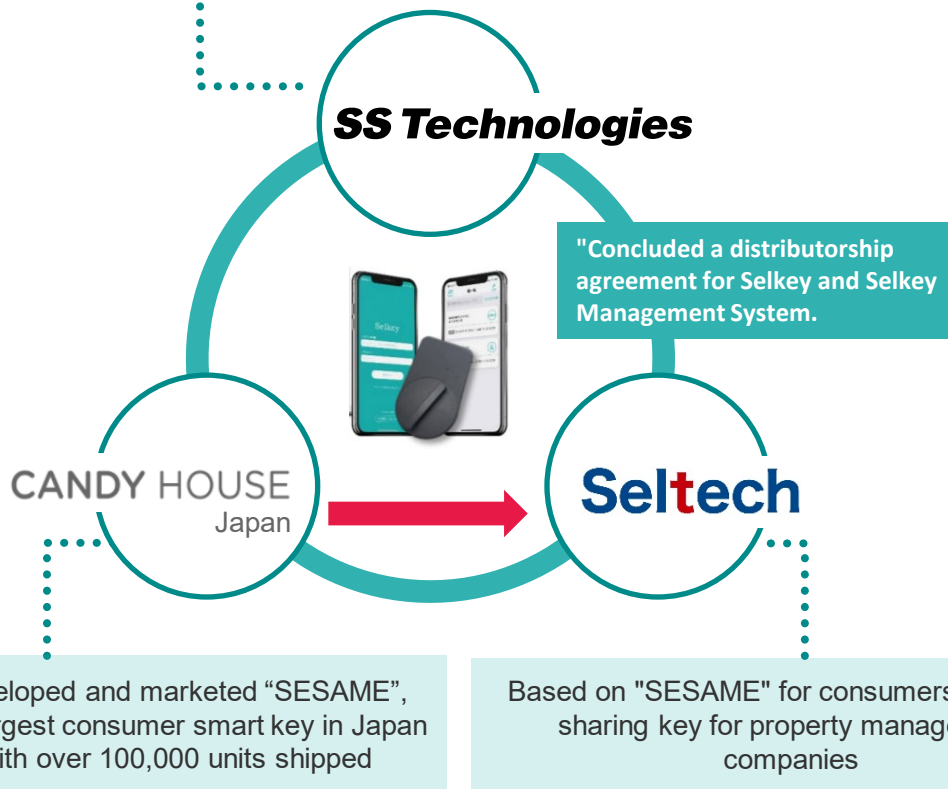 SS Technologies
"Concluded a distributorship
agreement for Selkey and Selkey
Management System.
Selkey
CANDY HOUSE
Japan
Seltech
eloped and marketed “SESAME”,
rgest consumer smart key in Japan
ith over 100,000 units shipped
Based on "SESAME" for consumers
sharing key for property manage
companies